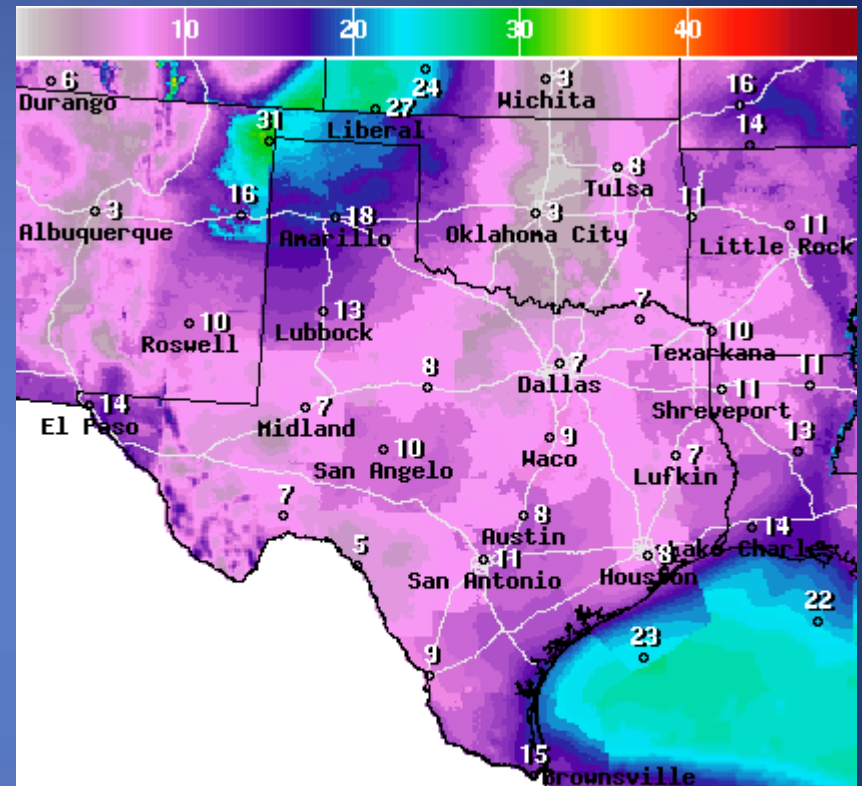 10 20 30 40
6
Durango
24
3
Wichita
16
27
Liberal
31
14
8
Tulsa
3
Albuquerque
16
18
Amarillo
3
Oklahoma City
11
11
Little Rock
10
Roswell
13
Lubbock
7
10
Texarkana
8
7
Dallas
11
Shreveport
11
14
El Paso
7
Midland
10
San Angelo
9
Waco
7
Lufkin
13
7
8
Austin
14
Lake Charles
5
11
San Antonio
8
Houston
22
23
9
15
Brownsville